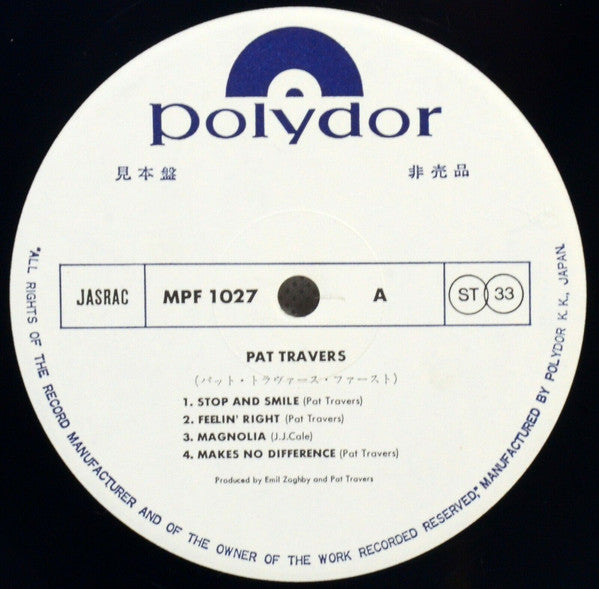 polydor
見本盤
非売品
JASRAC
MPF 1027
A
ST 33
PAT TRAVERS
(パット・トラヴァース・ファースト)
1. STOP AND SMILE (Pat Travers)
2. FEELIN' RIGHT (Pat Travers)
3. MAGNOLIA (J.J.Cale)
4. MAKES NO DIFFERENCE (Pat Travers)
Produced by Emil Zoghby and Pat Travers
"ALL RIGHTS OF THE RECORD MANUFACTURER AND OF THE OWNER OF THE WORK RECORDED RESERVED," MANUFACTURED BY POLYDOR K.K., JAPAN.